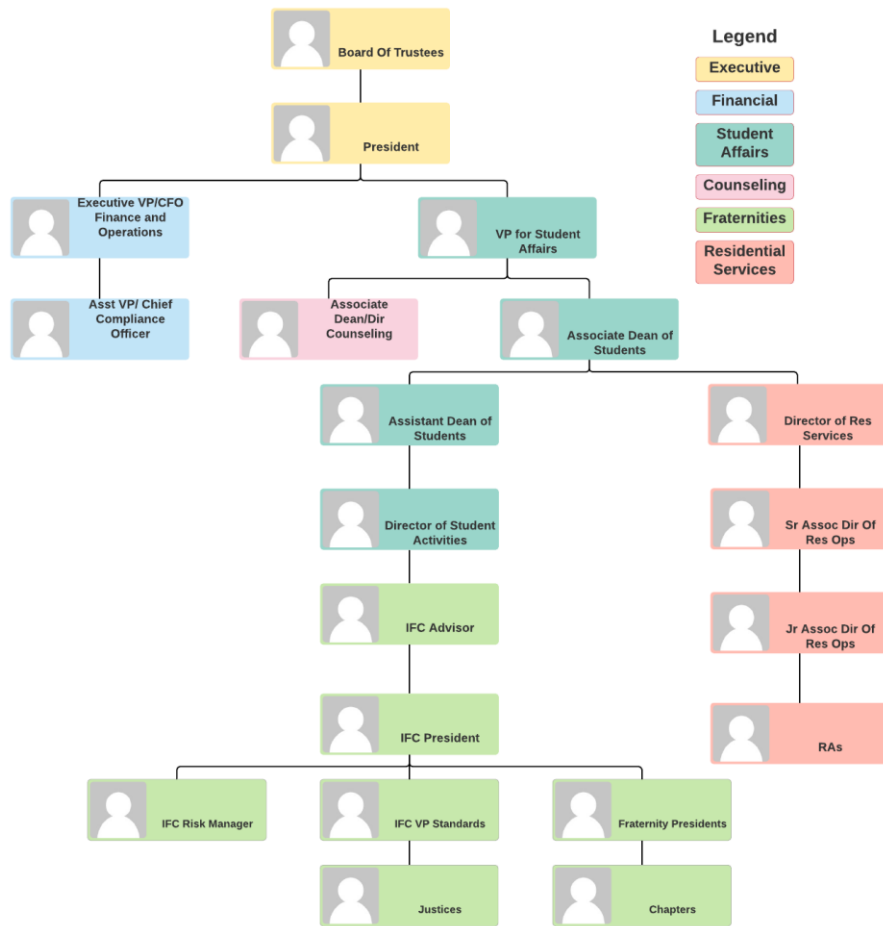 Board Of Trustees
Legend
Executive
Financial
Student
Affairs
Counseling
Fraternities
Residential
Services
President
Executive VP/CFO
Finance and
Operations
VP for Student
Affairs
Asst VP/ Chief
Compliance
Officer
Associate
Dean/Dir
Counseling
Associate Dean of
Students
Assistant Dean of
Students
Director of Res
Services
Director of Student
Activities
Sr Assoc Dir Of
Res Ops
IFC Advisor
Jr Assoc Dir Of
Res Ops
IFC President
RAs
IFC Risk Manager
IFC VP Standards
Fraternity Presidents
Justices
Chapters